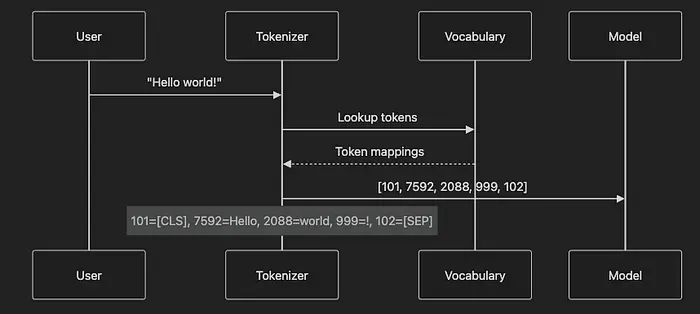 User Tokenizer Vocabulary Model
"Hello world!"
Lookup tokens
Token mappings
[101, 7592, 2088, 999, 102]
101=[CLS], 7592=Hello, 2088=world, 999=!, 102=[SEP]
User Tokenizer Vocabulary Model